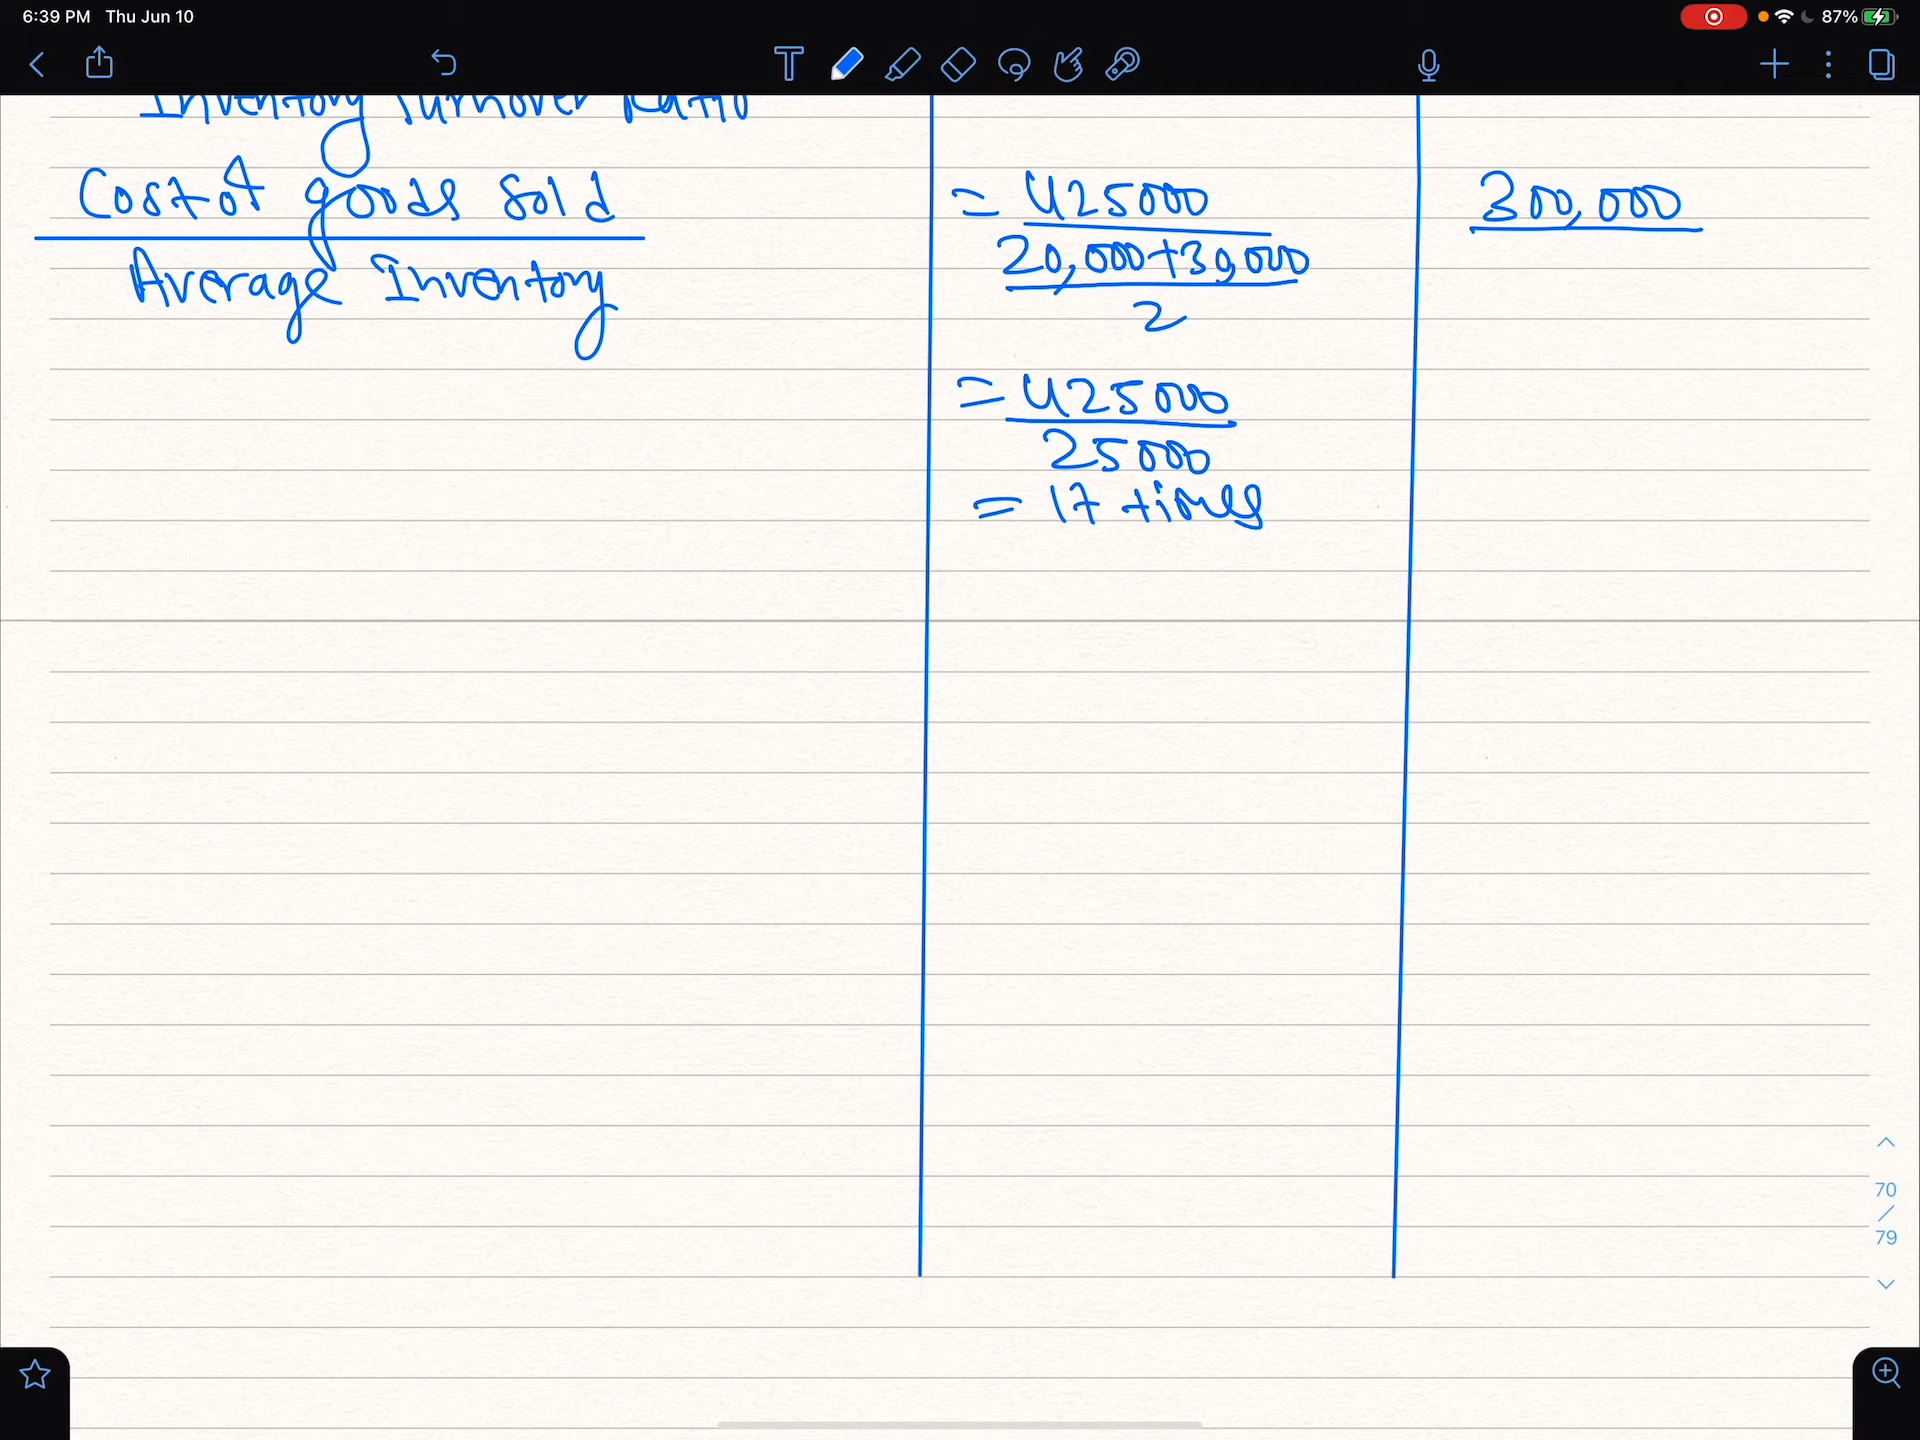 6:39 PM Thu Jun 10
87%
Inventory Turnover Ratio
Cost of goods sold
Average Inventory
= 425000
20,000+30,000
2
= 425000
25000
= 17 times
300,000
70
/
79